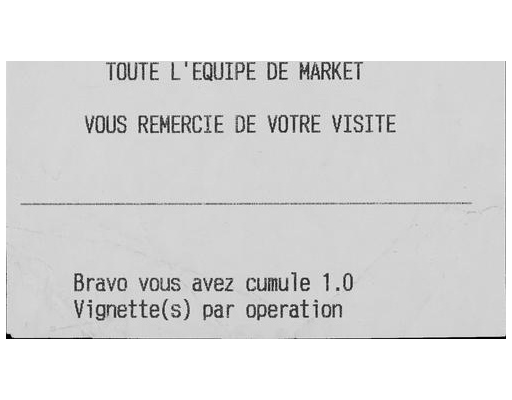 TOUTE L'EQUIPE DE MARKET
VOUS REMERCIE DE VOTRE VISITE
Bravo vous avez cumule 1.0
Vignette(s) par operation